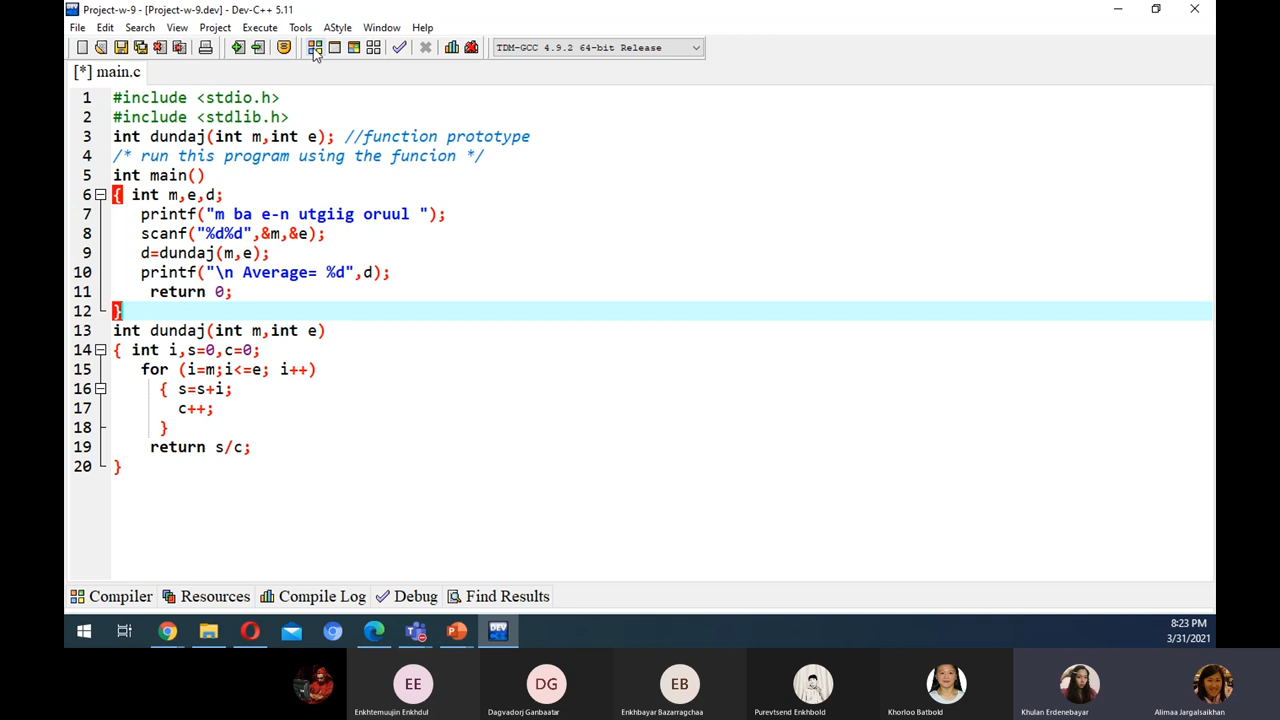 Project-w-9 - [Project-w-9.dev] - Dev-C++ 5.11
File Edit Search View Project Execute Tools AStyle Window Help
TDM-GCC 4.9.2 64-bit Release
[*] main.c
1 #include <stdio.h>
2 #include <stdlib.h>
3 int dundaj(int m,int e); //function prototype
4 /* run this program using the funcion */
5 int main()
6 { int m,e,d;
7 printf("m ba e-n utgiig oruul ");
8 scanf("%d%d",&m,&e);
9 d=dundaj(m,e);
10 printf("\n Average= %d",d);
11 return 0;
12 }
13 int dundaj(int m,int e)
14 { int i,s=0,c=0;
15 for (i=m;i<=e; i++)
16 { s=s+i;
17 c++;
18 }
19 return s/c;
20 }
Compiler Resources Compile Log Debug Find Results
8:23 PM
3/31/2021
EE DG EB
Enkhtemuujin Enkhdul Dagvadorj Ganbaatar Enkhbayar Bazarragchaa Purevtsend Enkhbold Khorloo Batbold Khulan Erdenebayar Alimaa Jargalsaikhan